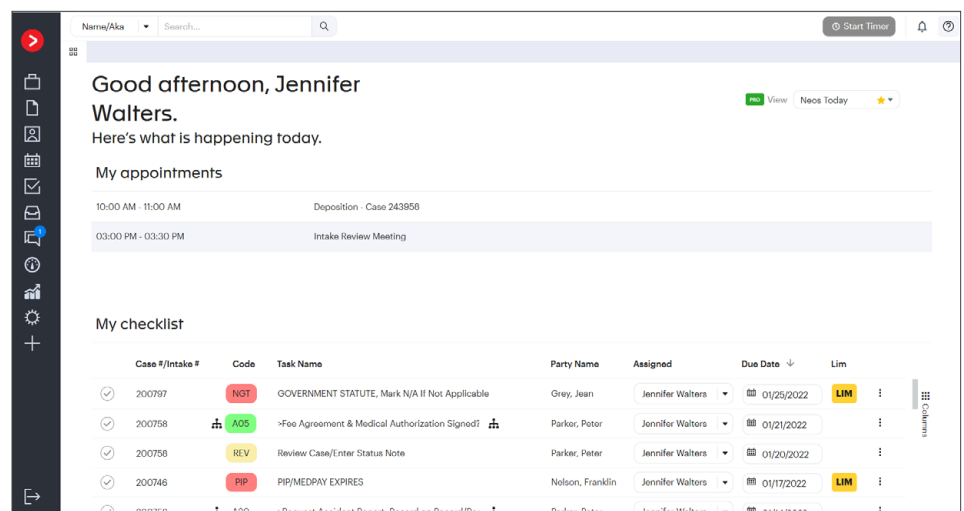 Name/Aka Search... Start Timer
Good afternoon, Jennifer
Walters.
PRO View Neos Today
Here's what is happening today.
My appointments
10:00 AM - 11:00 AM Deposition - Case 243958
1
03:00 PM - 03:30 PM Intake Review Meeting
My checklist
Case #/Intake # Code Task Name Party Name Assigned Due Date Lim
200797 NGT GOVERNMENT STATUTE, Mark N/A If Not Applicable Grey, Jean Jennifer Walters 01/25/2022 LIM
Columns
200758 A05 >Fee Agreement & Medical Authorization Signed? Parker, Peter Jennifer Walters 01/21/2022
200758 REV Review Case/Enter Status Note Parker, Peter Jennifer Walters 01/20/2022
200746 PIP PIP/MEDPAY EXPIRES Nelson, Franklin Jennifer Walters 01/17/2022 LIM